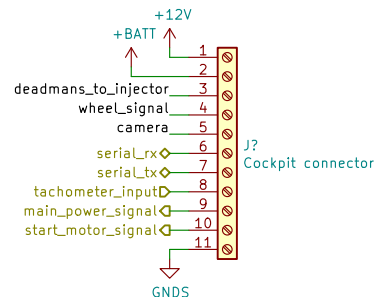 +12V
+BATT
1
2
deadmans_to_injector 3
wheel_signal 4
camera 5
serial_rx 6
serial_tx 7
tachometer_input 8
main_power_signal 9
start_motor_signal 10
11
J?
Cockpit connector
GNDS